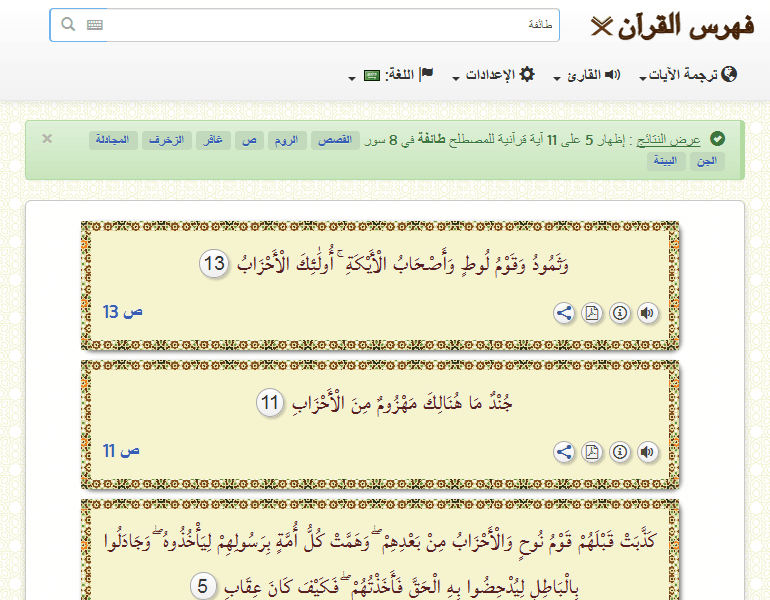 فهرس القرآن
طائفة
ترجمة الآيات القارئ الإعدادات اللغة:
عرض النتائج : إظهار 5 على 11 آية قرآنية للمصطلح طائفة في 8 سور القصص الروم ص غافر الزخرف المجادلة
الجن البينة
وَثَمُودُ وَقَوْمُ لُوطٍ وَأَصْحَابُ الْأَيْكَةِ ۚ أُولَٰئِكَ الْأَحْزَابُ 13
ص 13
جُنْدٌ مَا هُنَالِكَ مَهْزُومٌ مِنَ الْأَحْزَابِ 11
ص 11
كَذَّبَتْ قَبْلَهُمْ قَوْمُ نُوحٍ وَالْأَحْزَابُ مِنْ بَعْدِهِمْ ۖ وَهَمَّتْ كُلُّ أُمَّةٍ بِرَسُولِهِمْ لِيَأْخُذُوهُ ۖ وَجَادَلُوا
بِالْبَاطِلِ لِيُدْحِضُوا بِهِ الْحَقَّ فَأَخَذْتُهُمْ ۖ فَكَيْفَ كَانَ عِقَابِ 5